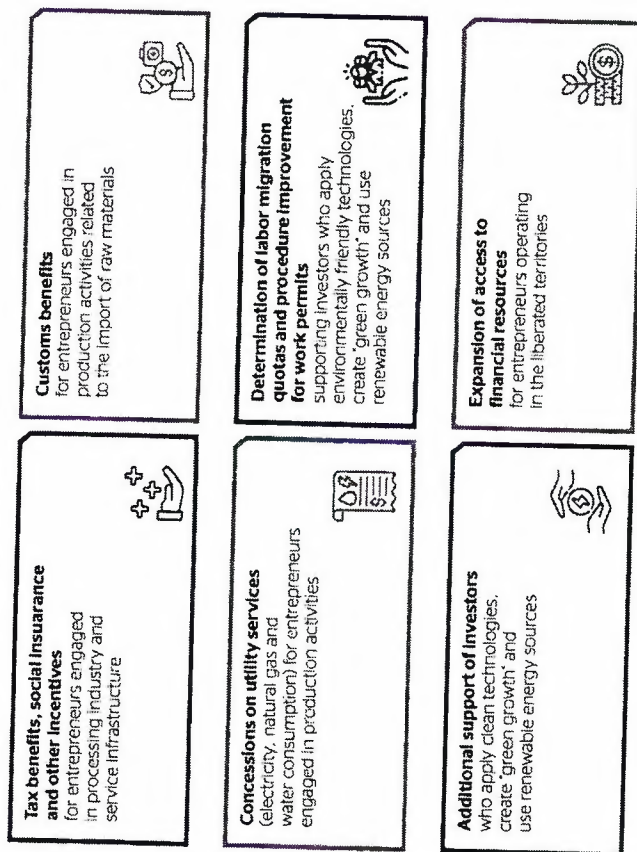 Tax benefits, social insuarance
and other incentives
for entrepreneurs engaged
in processing industry and
service infrastructure
Customs benefits
for entrepreneurs engaged in
production activities related
to the import of raw materials
Concessions on utility services
(electricity, natural gas and
water consumption) for entrepreneurs
engaged in production activities
Determination of labor migration
quotas and procedure improvement
for work permits
supporting investors who apply
environmentally friendly technologies,
create "green growth" and use
renewable energy sources
Additional support of investors
who apply clean technologies,
create "green growth" and
use renewable energy sources
Expansion of access to
financial resources
for entrepreneurs operating
in the liberated territories